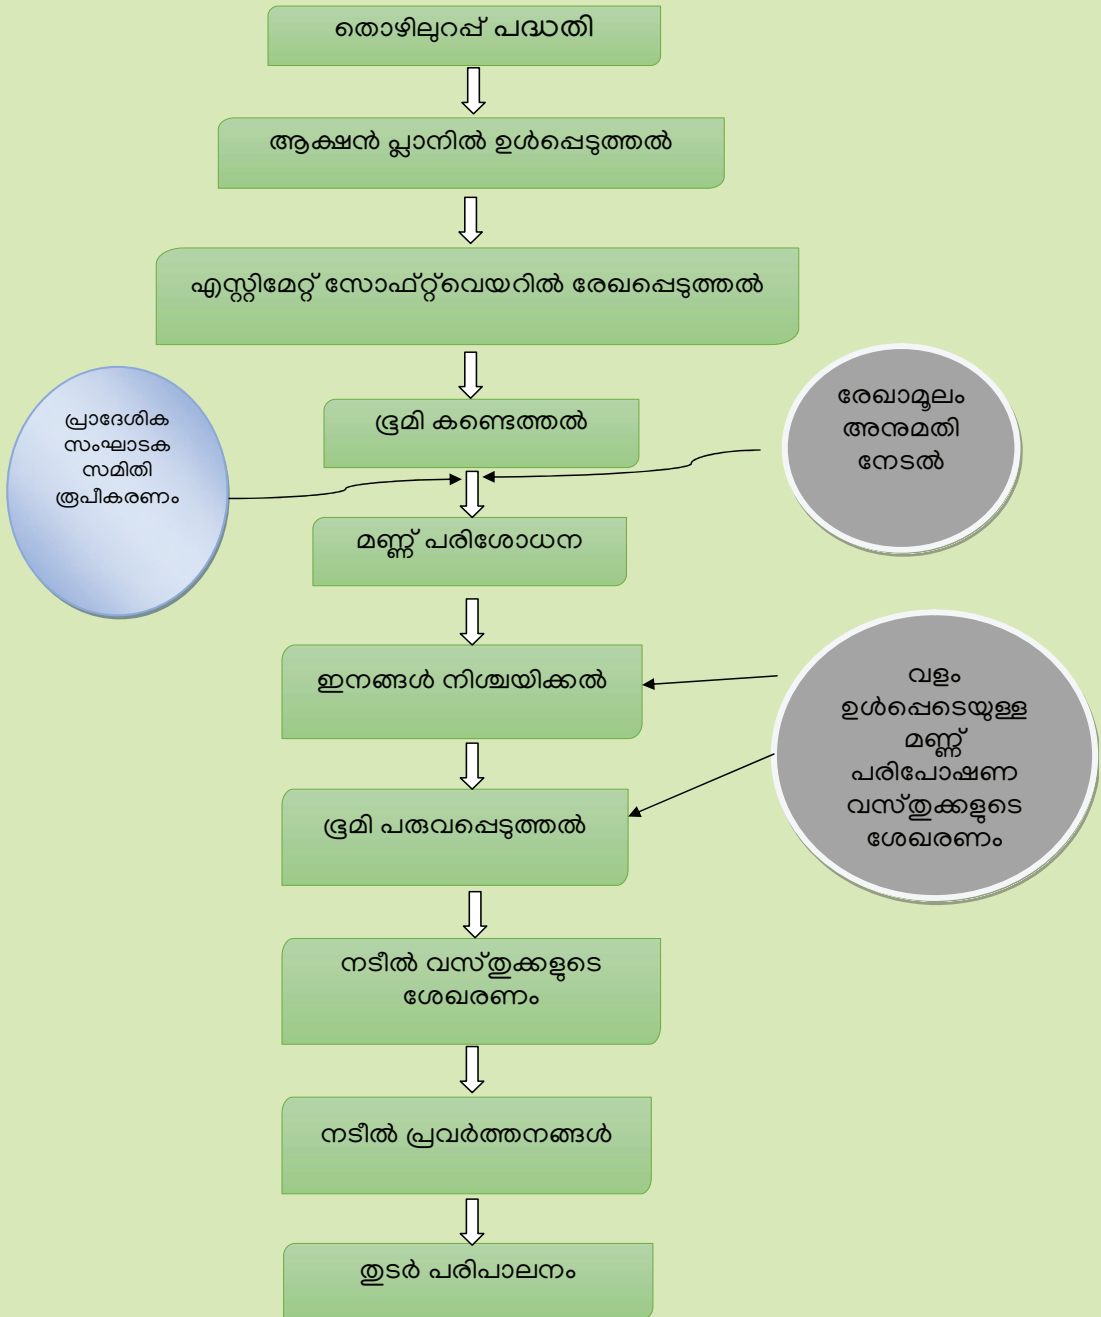 തൊഴിലുറപ്പ് പദ്ധതി
ആക്ഷൻ പ്ലാനിൽ ഉൾപ്പെടുത്തൽ
എസ്റ്റിമേറ്റ് സോഫ്റ്റ്‌വെയറിൽ രേഖപ്പെടുത്തൽ
പ്രാദേശിക
സംഘാടക
സമിതി
രൂപീകരണം
ഭൂമി കണ്ടെത്തൽ
രേഖാമൂലം
അനുമതി
നേടൽ
മണ്ണ് പരിശോധന
ഇനങ്ങൾ നിശ്ചയിക്കൽ
വളം
ഉൾപ്പെടെയുള്ള
മണ്ണ്
പരിപോഷണ
വസ്തുക്കളുടെ
ശേഖരണം
ഭൂമി പരുവപ്പെടുത്തൽ
നടീൽ വസ്തുക്കളുടെ
ശേഖരണം
നടീൽ പ്രവർത്തനങ്ങൾ
തുടർ പരിപാലനം